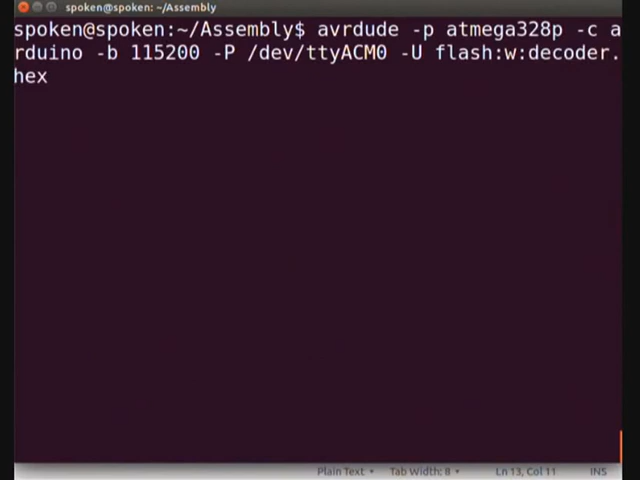 spoken@spoken: ~/Assembly
spoken@spoken:~/Assembly$ avrdude -p atmega328p -c a
rduino -b 115200 -P /dev/ttyACM0 -U flash:w:decoder.
hex
Plain Text Tab Width: 8 Ln 13, Col 11 INS